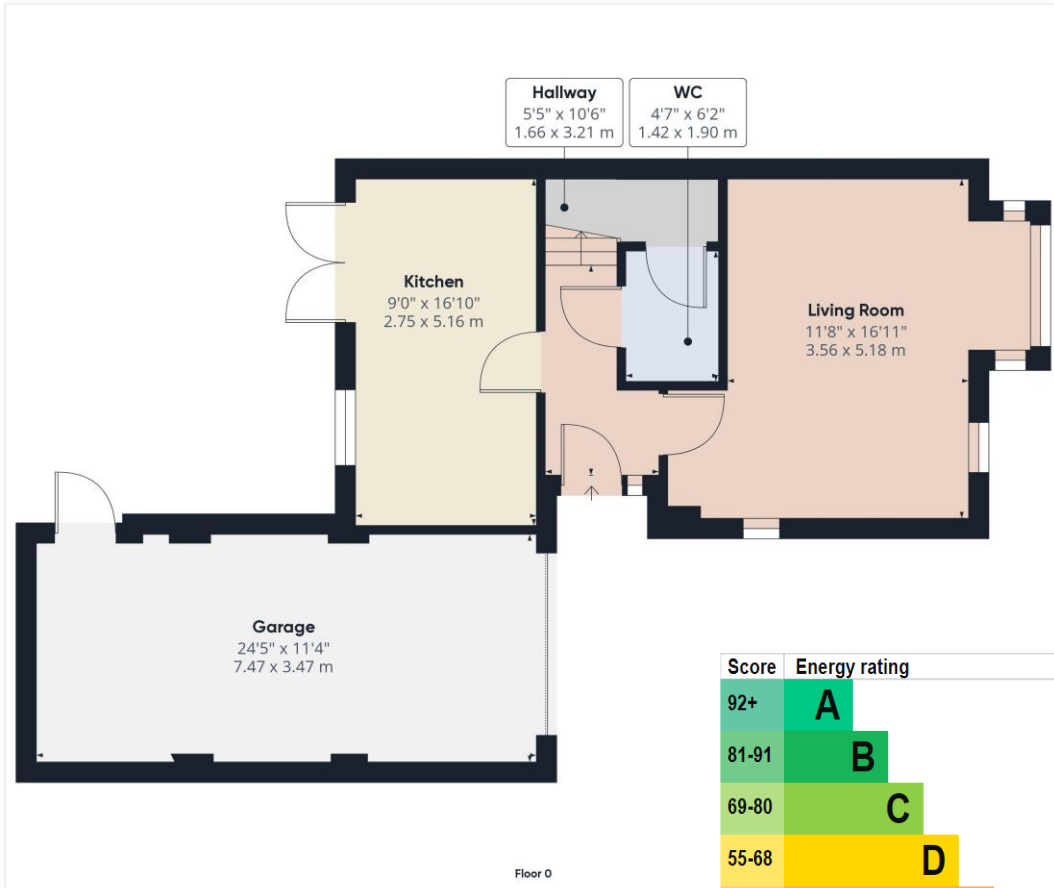 Hallway
5'5" x 10'6"
1.66 x 3.21 m
WC
4'7" x 6'2"
1.42 x 1.90 m
Kitchen
9'0" x 16'10"
2.75 x 5.16 m
Living Room
11'8" x 16'11"
3.56 x 5.18 m
Garage
24'5" x 11'4"
7.47 x 3.47 m
Score Energy rating
92+ A
81-91 B
69-80 C
55-68 D
Floor 0